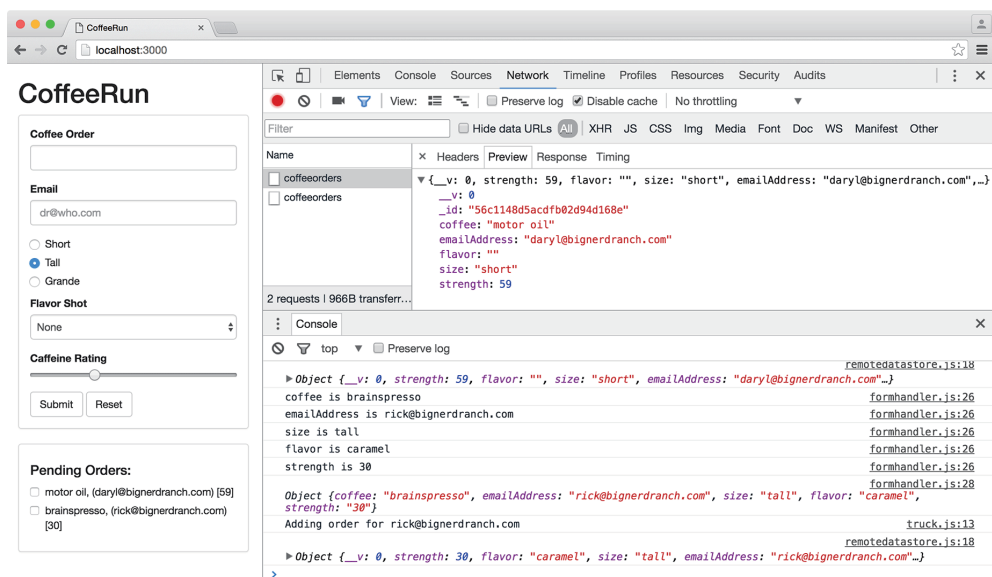 CoffeeRun
localhost:3000
CoffeeRun
Coffee Order
Email
dr@who.com
Short
Tall
Grande
Flavor Shot
None
Caffeine Rating
Submit Reset
Pending Orders:
motor oil, (daryl@bignerdranch.com) [59]
brainspresso, (rick@bignerdranch.com)
[30]
Elements Console Sources Network Timeline Profiles Resources Security Audits
View: Preserve log Disable cache No throttling
Filter Hide data URLs All XHR JS CSS Img Media Font Doc WS Manifest Other
Name
coffeeorders
coffeeorders
2 requests | 966B transferr...
× Headers Preview Response Timing
▼{__v: 0, strength: 59, flavor: "", size: "short", emailAddress: "daryl@bignerdranch.com",…}
__v: 0
_id: "56c1148d5acdfb02d94d168e"
coffee: "motor oil"
emailAddress: "daryl@bignerdranch.com"
flavor: ""
size: "short"
strength: 59
Console
top ▼ Preserve log
remotedatastore.js:18
▶Object {__v: 0, strength: 59, flavor: "", size: "short", emailAddress: "daryl@bignerdranch.com"…}
coffee is brainspresso formhandler.js:26
emailAddress is rick@bignerdranch.com formhandler.js:26
size is tall formhandler.js:26
flavor is caramel formhandler.js:26
strength is 30 formhandler.js:26
formhandler.js:28
Object {coffee: "brainspresso", emailAddress: "rick@bignerdranch.com", size: "tall", flavor: "caramel",
strength: "30"}
Adding order for rick@bignerdranch.com truck.js:13
remotedatastore.js:18
▶Object {__v: 0, strength: 30, flavor: "caramel", size: "tall", emailAddress: "rick@bignerdranch.com"…}
>